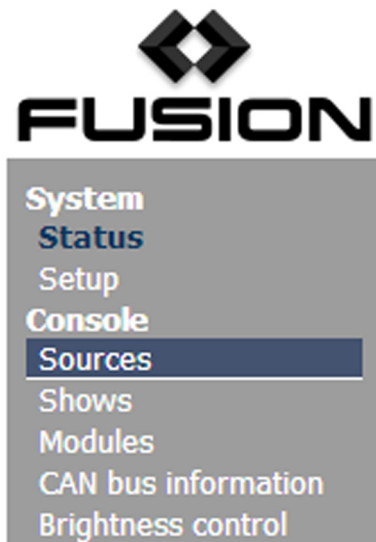 FUSION
System
Status
Setup
Console
Sources
Shows
Modules
CAN bus information
Brightness control